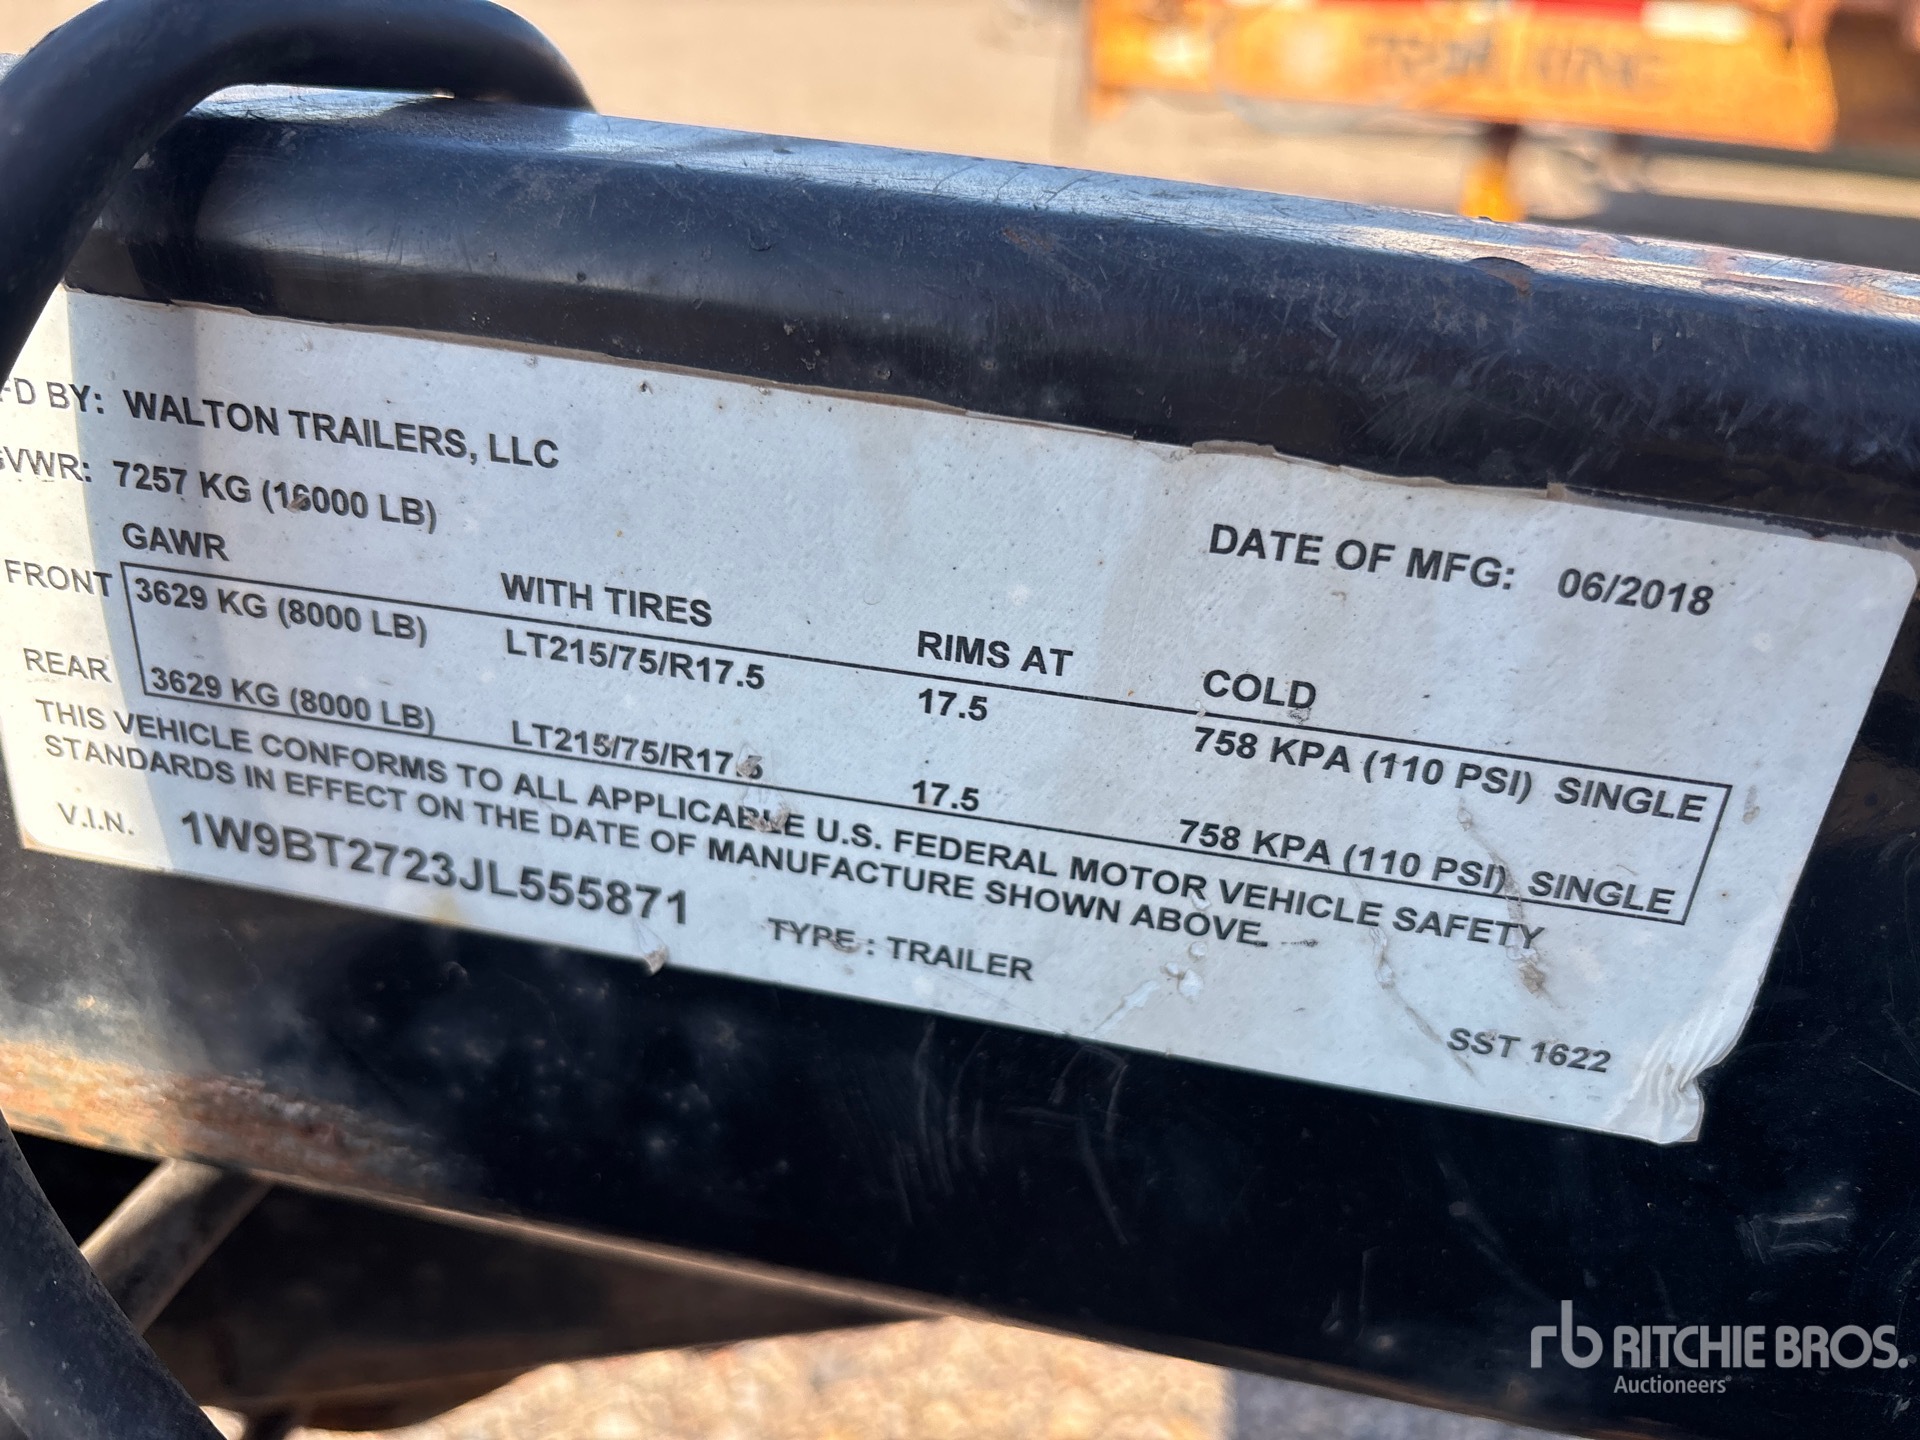 FD BY: WALTON TRAILERS, LLC
GVWR: 7257 KG (16000 LB)
DATE OF MFG: 06/2018
GAWR WITH TIRES RIMS AT COLD
FRONT 3629 KG (8000 LB) LT215/75/R17.5 17.5 758 KPA (110 PSI) SINGLE
REAR 3629 KG (8000 LB) LT215/75/R17.5 17.5 758 KPA (110 PSI) SINGLE
THIS VEHICLE CONFORMS TO ALL APPLICABLE U.S. FEDERAL MOTOR VEHICLE SAFETY
STANDARDS IN EFFECT ON THE DATE OF MANUFACTURE SHOWN ABOVE.
V.I.N. 1W9BT2723JL555871 TYPE : TRAILER
SST 1622
rb RITCHIE BROS.
Auctioneers